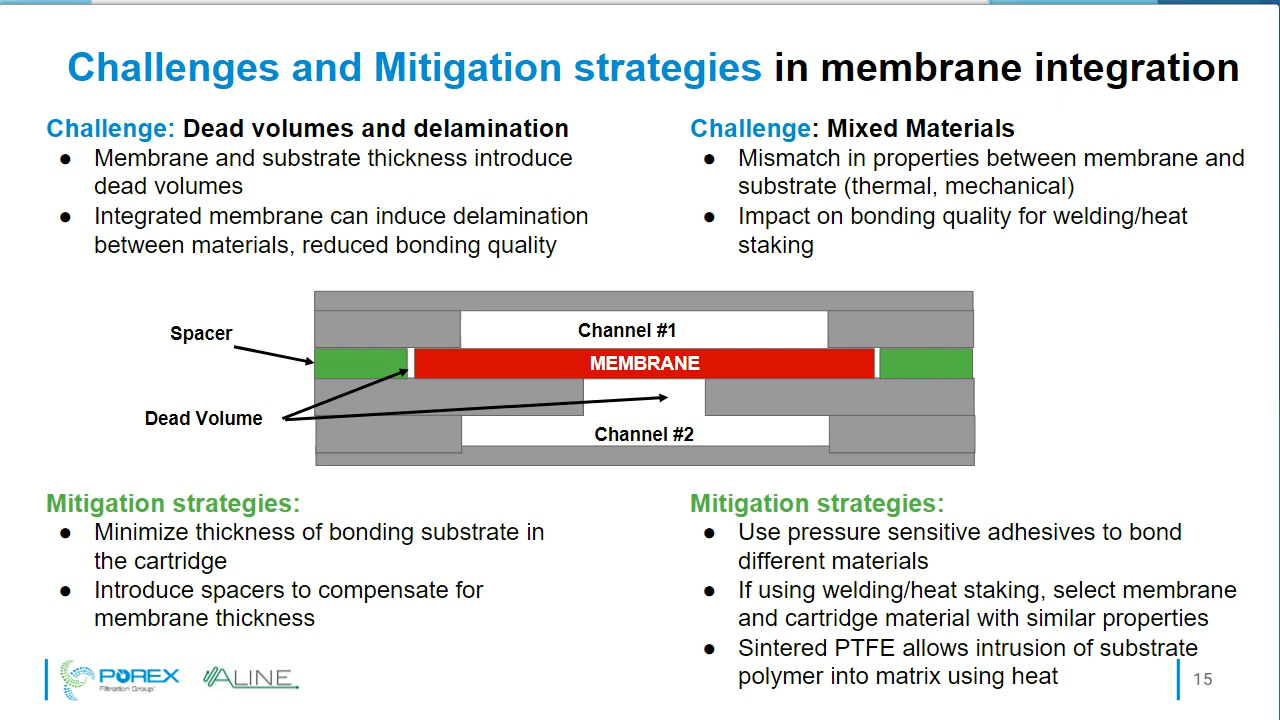 Challenges and Mitigation strategies in membrane integration
Challenge: Dead volumes and delamination
● Membrane and substrate thickness introduce
dead volumes
● Integrated membrane can induce delamination
between materials, reduced bonding quality
Challenge: Mixed Materials
● Mismatch in properties between membrane and
substrate (thermal, mechanical)
● Impact on bonding quality for welding/heat
staking
Spacer
Channel #1
MEMBRANE
Dead Volume
Channel #2
Mitigation strategies:
● Minimize thickness of bonding substrate in
the cartridge
● Introduce spacers to compensate for
membrane thickness
Mitigation strategies:
● Use pressure sensitive adhesives to bond
different materials
● If using welding/heat staking, select membrane
and cartridge material with similar properties
● Sintered PTFE allows intrusion of substrate
polymer into matrix using heat
POREX
Filtration Group
ALINE
15